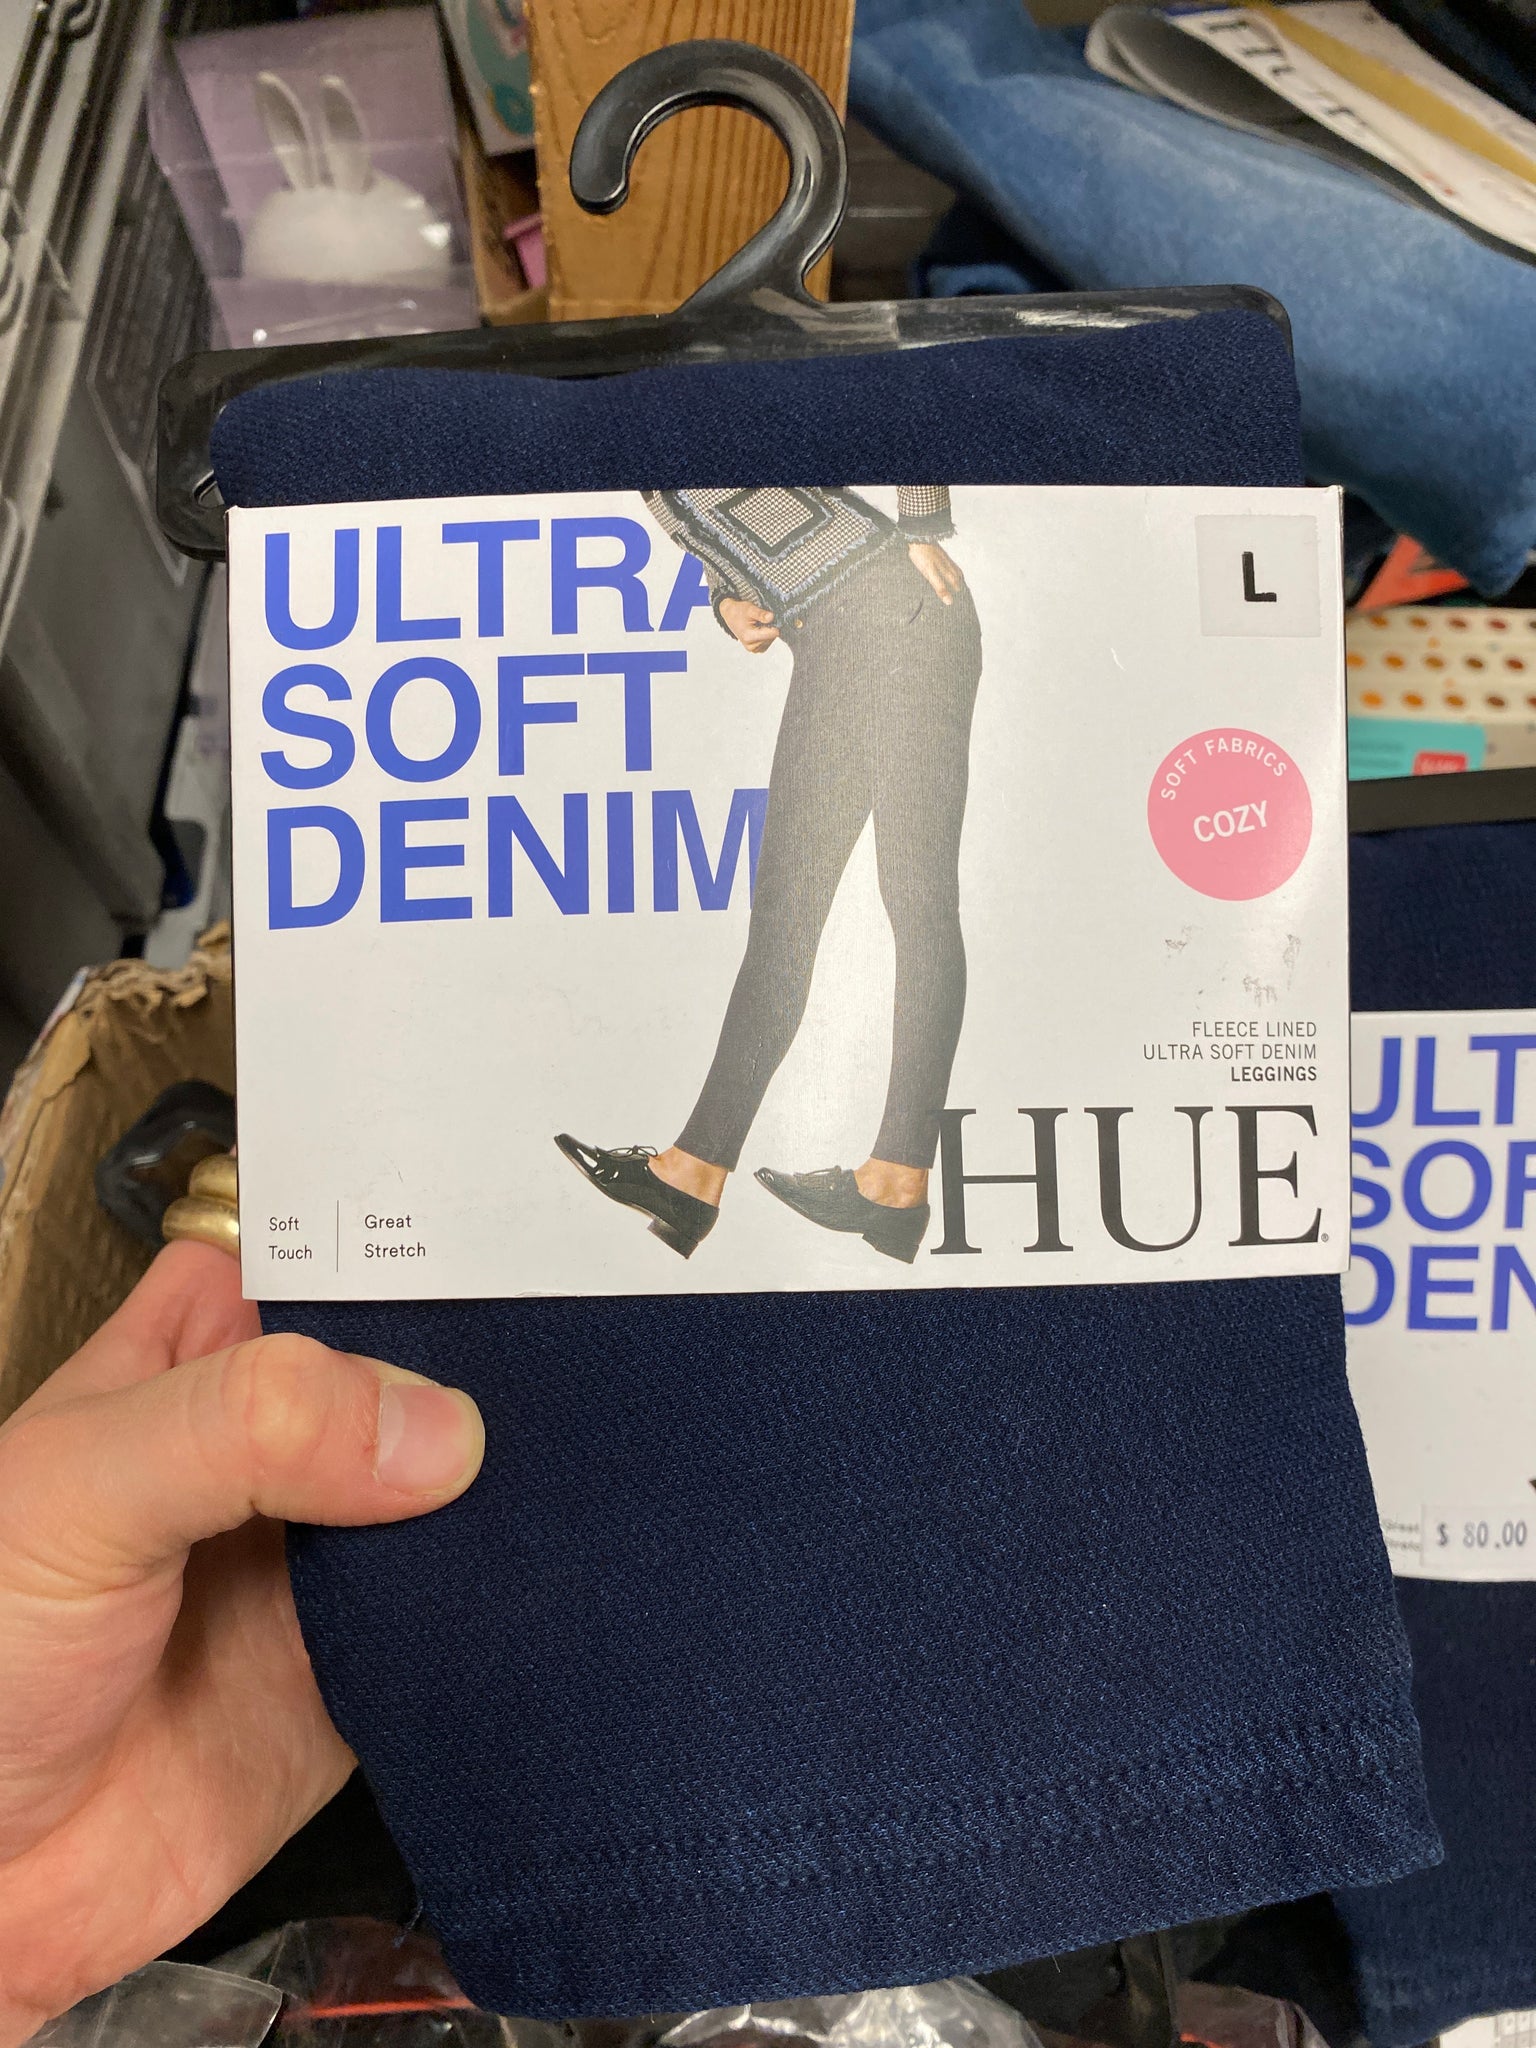 ULTRA
SOFT
DENIM
L
SOFT FABRICS
COZY
FLEECE LINED
ULTRA SOFT DENIM
LEGGINGS
HUE®
Soft
Touch
Great
Stretch
ULT
SOF
DEN
Great
$ 80.00